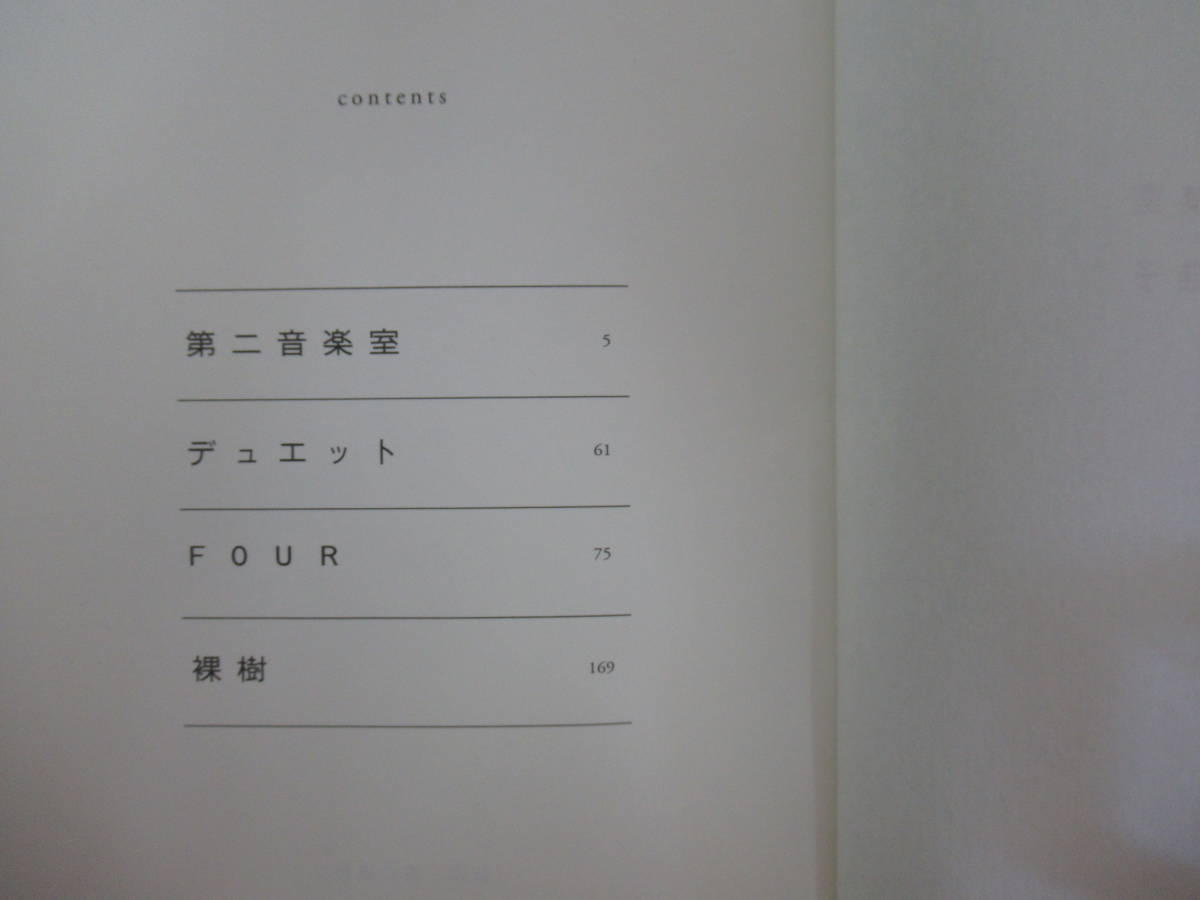 contents
第二音楽室 5
デュエット 61
FOUR 75
裸樹 169